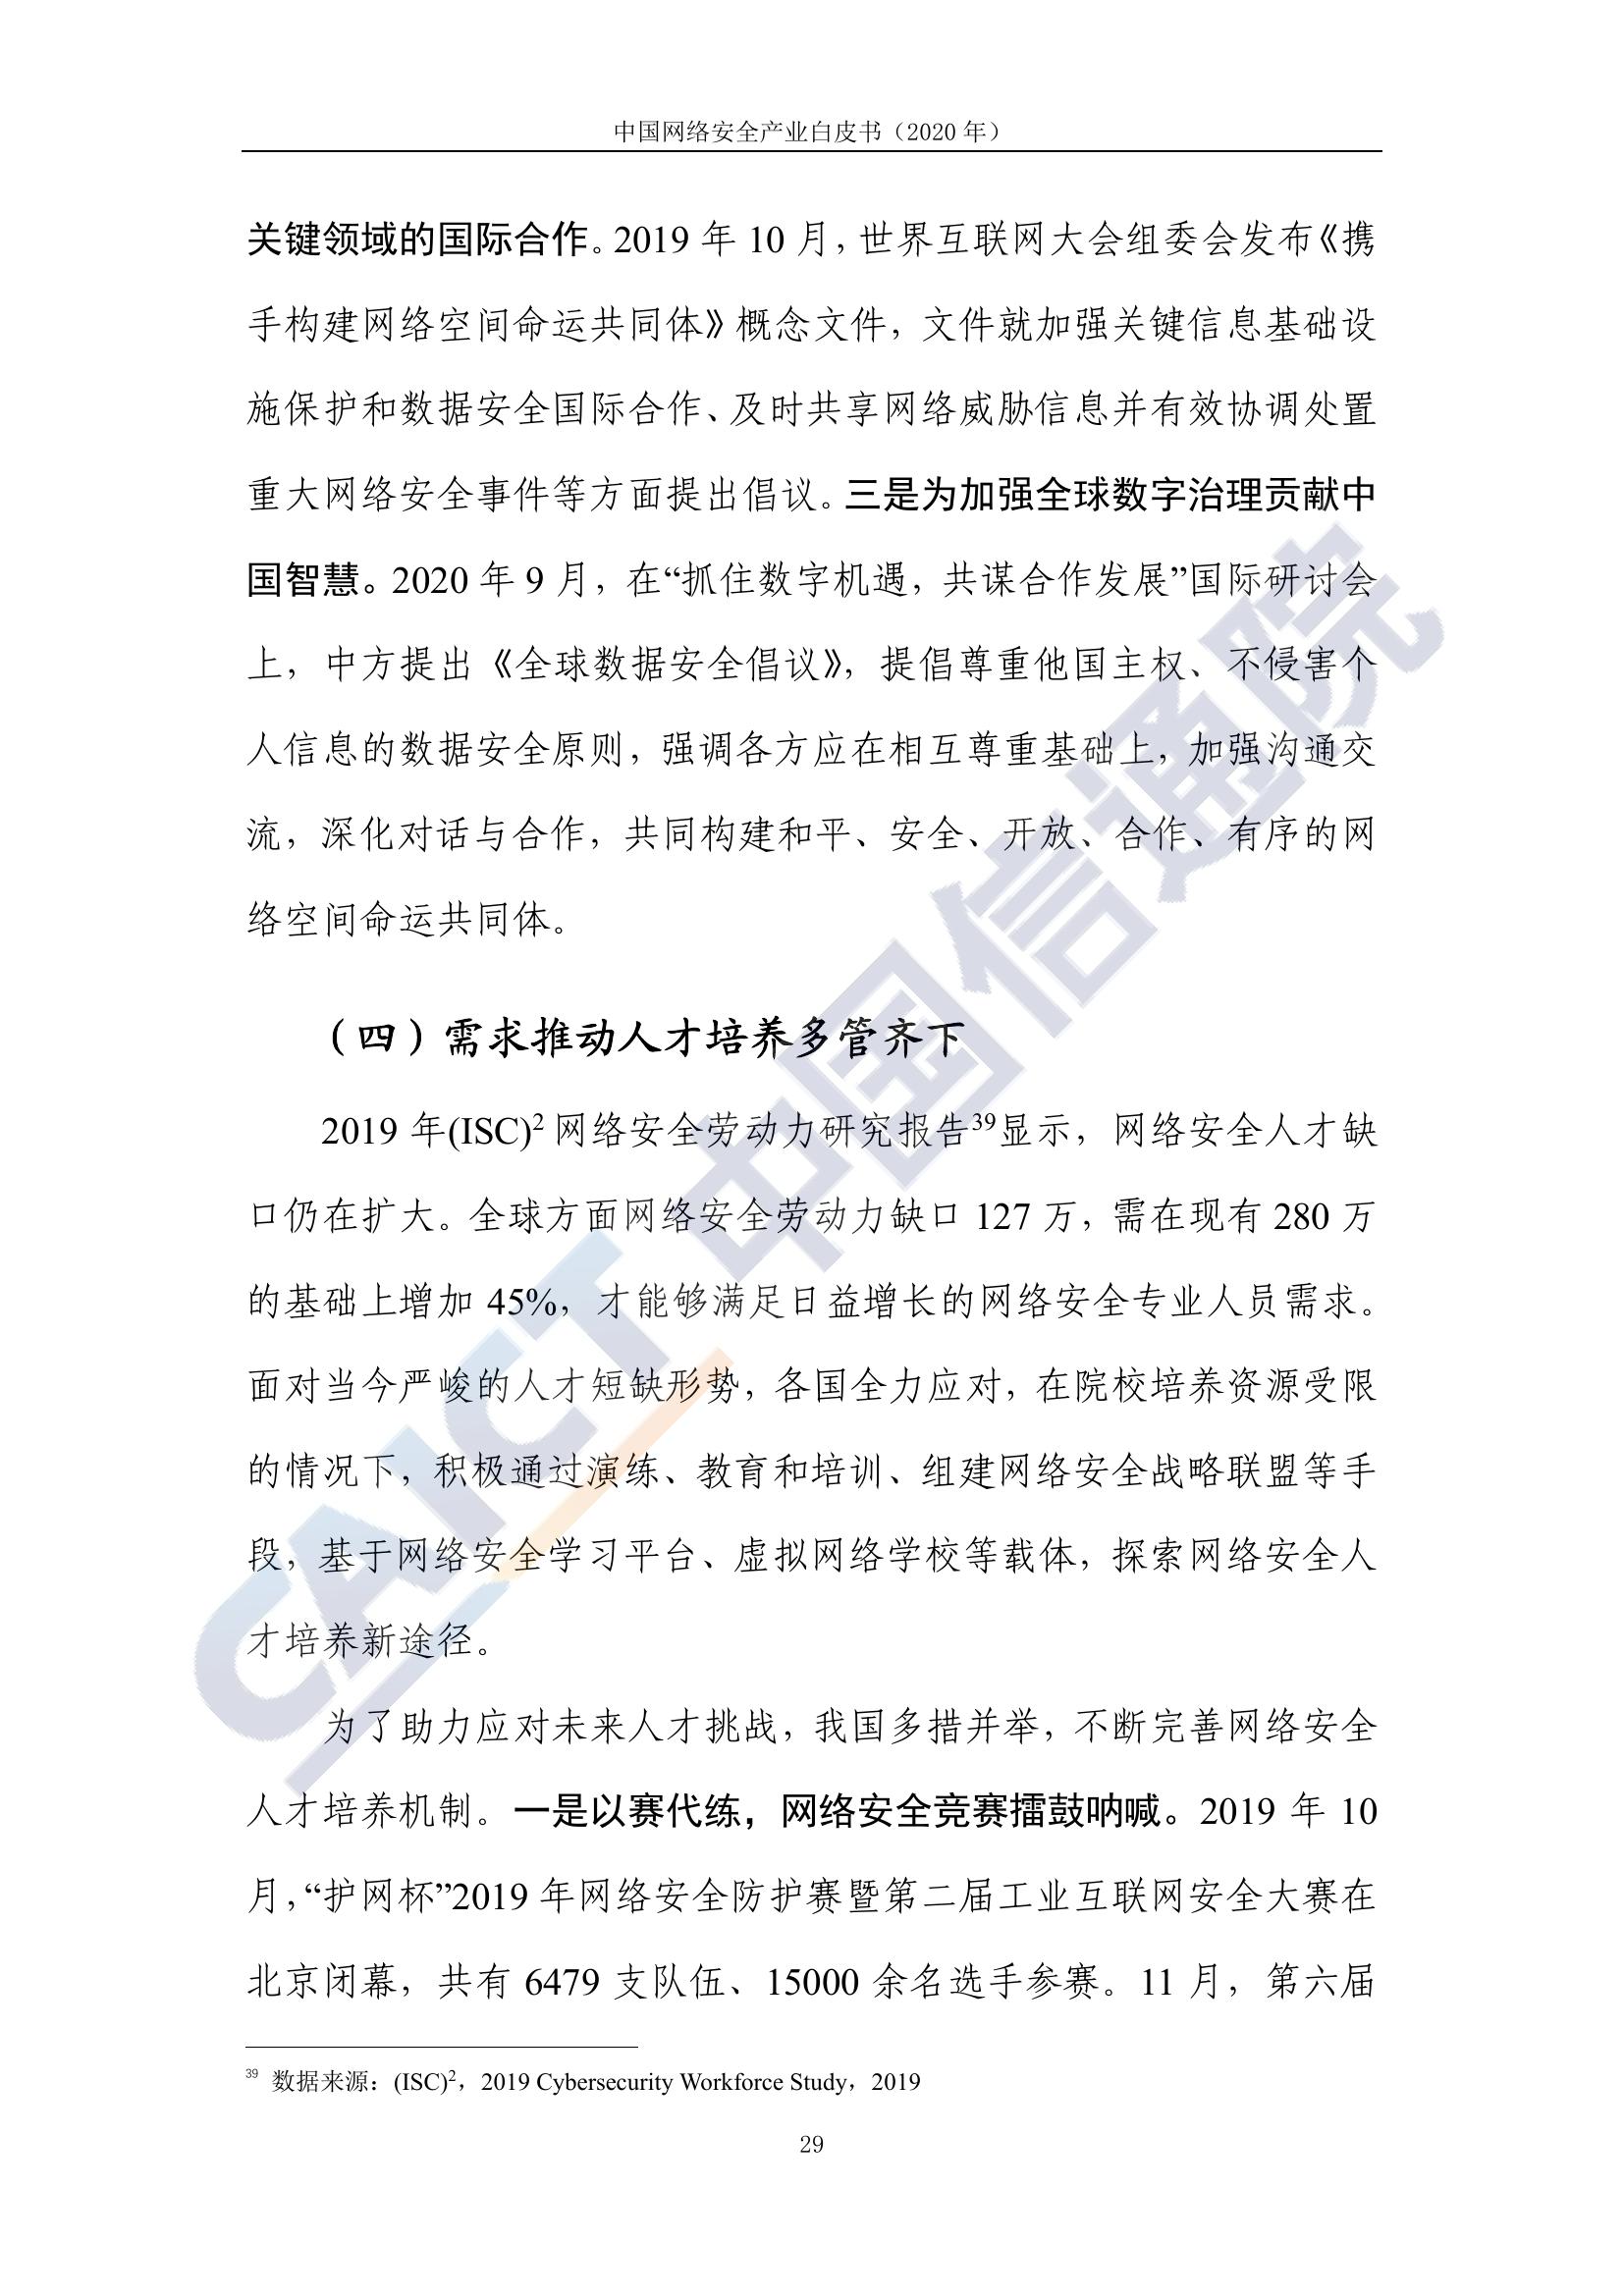 中国网络安全产业白皮书（2020 年）
关键领域的国际合作。2019 年 10 月，世界互联网大会组委会发布《携
手构建网络空间命运共同体》概念文件，文件就加强关键信息基础设
施保护和数据安全国际合作、及时共享网络威胁信息并有效协调处置
重大网络安全事件等方面提出倡议。三是为加强全球数字治理贡献中
国智慧。2020 年 9 月，在“抓住数字机遇，共谋合作发展”国际研讨会
上，中方提出《全球数据安全倡议》，提倡尊重他国主权、不侵害个
人信息的数据安全原则，强调各方应在相互尊重基础上，加强沟通交
流，深化对话与合作，共同构建和平、安全、开放、合作、有序的网
络空间命运共同体。
（四）需求推动人才培养多管齐下
2019 年(ISC)² 网络安全劳动力研究报告³⁹显示，网络安全人才缺
口仍在扩大。全球方面网络安全劳动力缺口 127 万，需在现有 280 万
的基础上增加 45%，才能够满足日益增长的网络安全专业人员需求。
面对当今严峻的人才短缺形势，各国全力应对，在院校培养资源受限
的情况下，积极通过演练、教育和培训、组建网络安全战略联盟等手
段，基于网络安全学习平台、虚拟网络学校等载体，探索网络安全人
才培养新途径。
为了助力应对未来人才挑战，我国多措并举，不断完善网络安全
人才培养机制。一是以赛代练，网络安全竞赛擂鼓呐喊。2019 年 10
月，“护网杯”2019 年网络安全防护赛暨第二届工业互联网安全大赛在
北京闭幕，共有 6479 支队伍、15000 余名选手参赛。11 月，第六届
³⁹ 数据来源：(ISC)²，2019 Cybersecurity Workforce Study，2019
29
CAICT 中国信通院